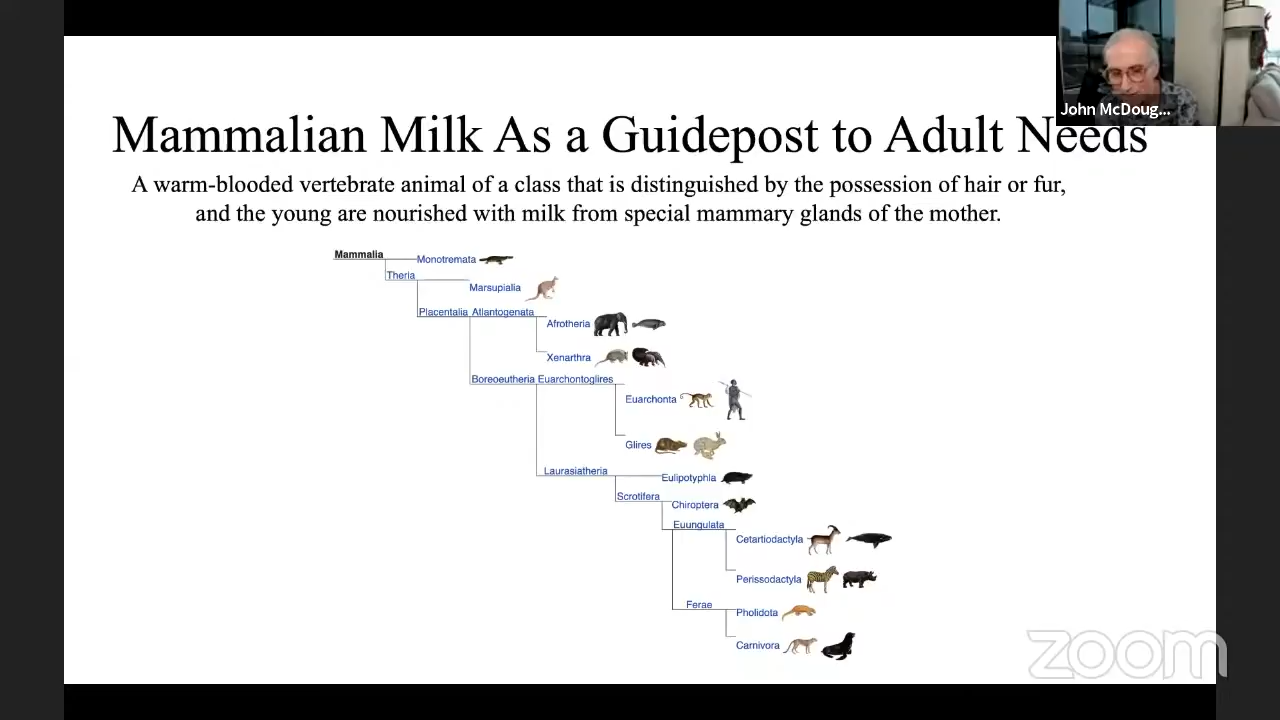 John McDoug...
Mammalian Milk As a Guidepost to Adult Needs
A warm-blooded vertebrate animal of a class that is distinguished by the possession of hair or fur,
and the young are nourished with milk from special mammary glands of the mother.
Mammalia
Monotremata
Theria
Marsupialia
Placentalia Atlantogenata
Afrotheria
Xenarthra
Boreoeutheria Euarchontoglires
Euarchonta
Glires
Laurasiatheria
Eulipotyphla
Scrotifera
Chiroptera
Euungulata
Cetartiodactyla
Perissodactyla
Ferae
Pholidota
Carnivora
zoom